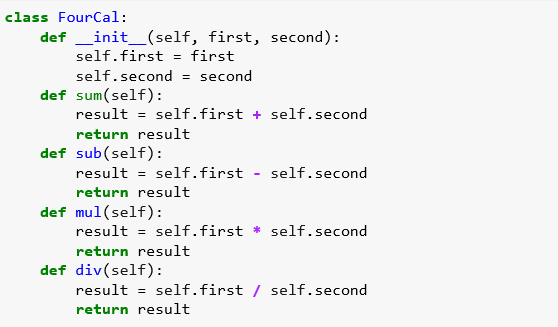 class FourCal:
    def __init__(self, first, second):
        self.first = first
        self.second = second
    def sum(self):
        result = self.first + self.second
        return result
    def sub(self):
        result = self.first - self.second
        return result
    def mul(self):
        result = self.first * self.second
        return result
    def div(self):
        result = self.first / self.second
        return result